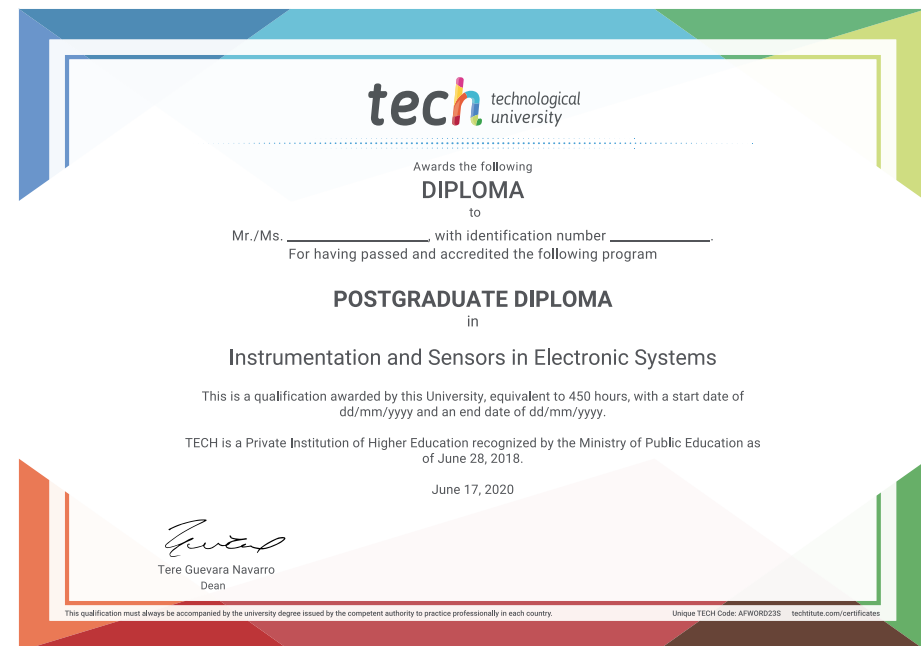 tech technological
university
Awards the following
DIPLOMA
to
Mr./Ms. ____________________, with identification number ______________.
For having passed and accredited the following program
POSTGRADUATE DIPLOMA
in
Instrumentation and Sensors in Electronic Systems
This is a qualification awarded by this University, equivalent to 450 hours, with a start date of
dd/mm/yyyy and an end date of dd/mm/yyyy.
TECH is a Private Institution of Higher Education recognized by the Ministry of Public Education as
of June 28, 2018.
June 17, 2020
Tere Guevara Navarro
Dean
This qualification must always be accompanied by the university degree issued by the competent authority to practice professionally in each country. Unique TECH Code: AFWORD23S techtitute.com/certificates